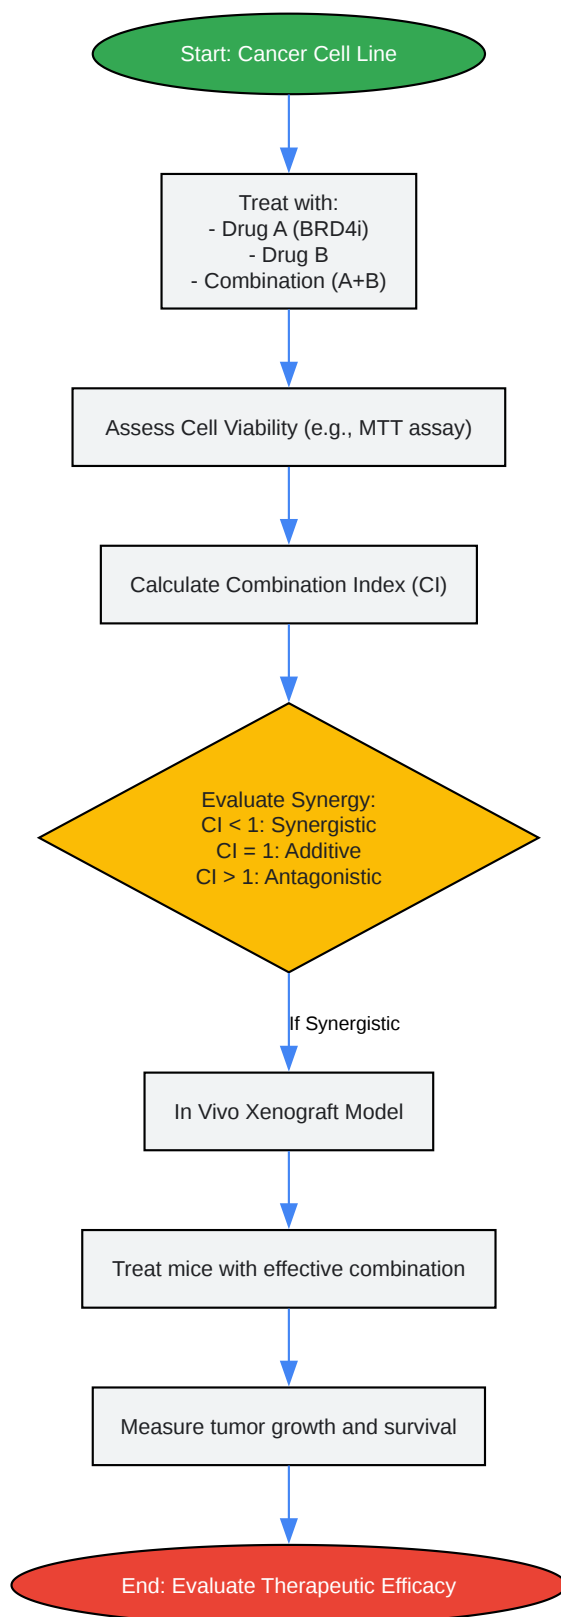 Start: Cancer Cell Line
Treat with:
- Drug A (BRD4i)
- Drug B
- Combination (A+B)
Assess Cell Viability (e.g., MTT assay)
Calculate Combination Index (CI)
Evaluate Synergy:
CI < 1: Synergistic
CI = 1: Additive
CI > 1: Antagonistic
If Synergistic
In Vivo Xenograft Model
Treat mice with effective combination
Measure tumor growth and survival
End: Evaluate Therapeutic Efficacy